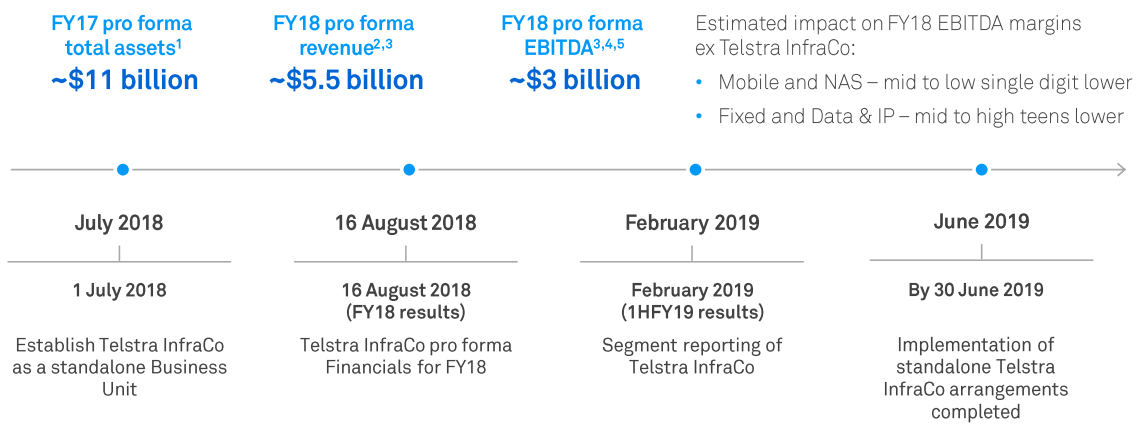 FY17 pro forma
total assets1
~$11 billion
FY18 pro forma
revenue2,3
~$5.5 billion
FY18 pro forma
EBITDA3,4,5
~$3 billion
Estimated impact on FY18 EBITDA margins
ex Telstra InfraCo:
• Mobile and NAS – mid to low single digit lower
• Fixed and Data & IP – mid to high teens lower
July 2018
1 July 2018
Establish Telstra InfraCo
as a standalone Business
Unit
16 August 2018
16 August 2018
(FY18 results)
Telstra InfraCo pro forma
Financials for FY18
February 2019
February 2019
(1HFY19 results)
Segment reporting of
Telstra InfraCo
June 2019
By 30 June 2019
Implementation of
standalone Telstra
InfraCo arrangements
completed